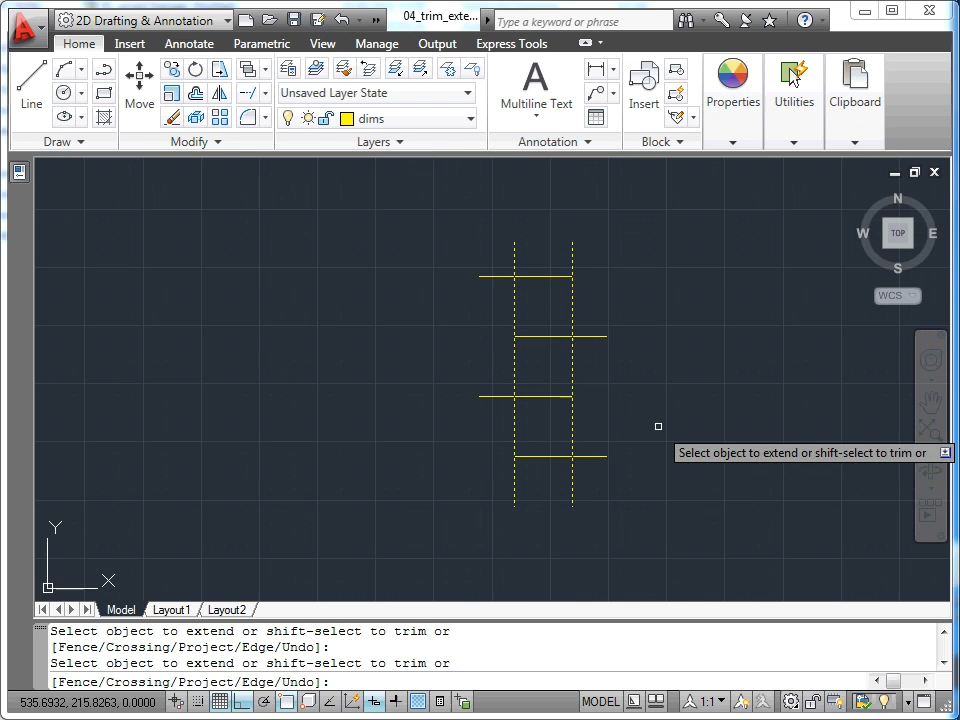 2D Drafting & Annotation
04_trim_exte...
Type a keyword or phrase
Home Insert Annotate Parametric View Manage Output Express Tools
Line
Move
Unsaved Layer State
dims
Multiline Text
Insert
Properties
Utilities
Clipboard
Draw
Modify
Layers
Annotation
Block
N
W
TOP
E
S
WCS
Select object to extend or shift-select to trim or
Y
X
Model Layout1 Layout2
Select object to extend or shift-select to trim or
[Fence/Crossing/Project/Edge/Undo]:
Select object to extend or shift-select to trim or
[Fence/Crossing/Project/Edge/Undo]:
535.6932, 215.8263, 0.0000
MODEL
1:1